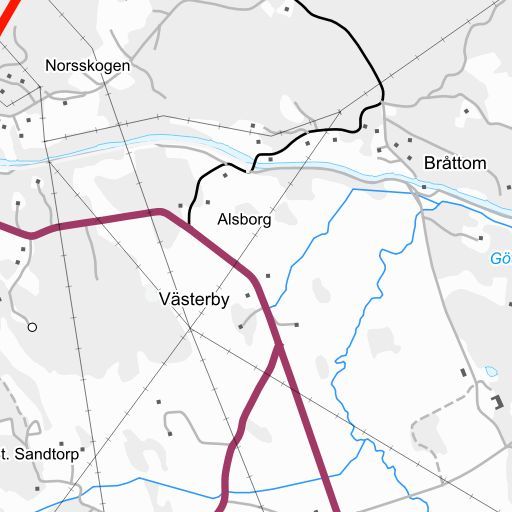 Norsskogen
Bråttom
Alsborg
Gö
Västerby
t. Sandtorp